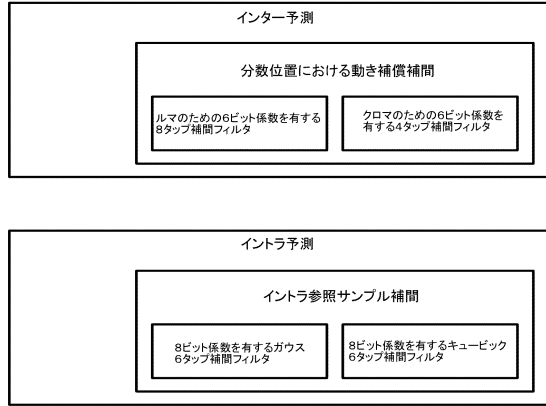 インター予測
分数位置における動き補償補間
ルマのための6ビット係数を有する
8タップ補間フィルタ
クロマのための6ビット係数を
有する4タップ補間フィルタ
イントラ予測
イントラ参照サンプル補間
8ビット係数を有するガウス
6タップ補間フィルタ
8ビット係数を有するキュービック
6タップ補間フィルタ